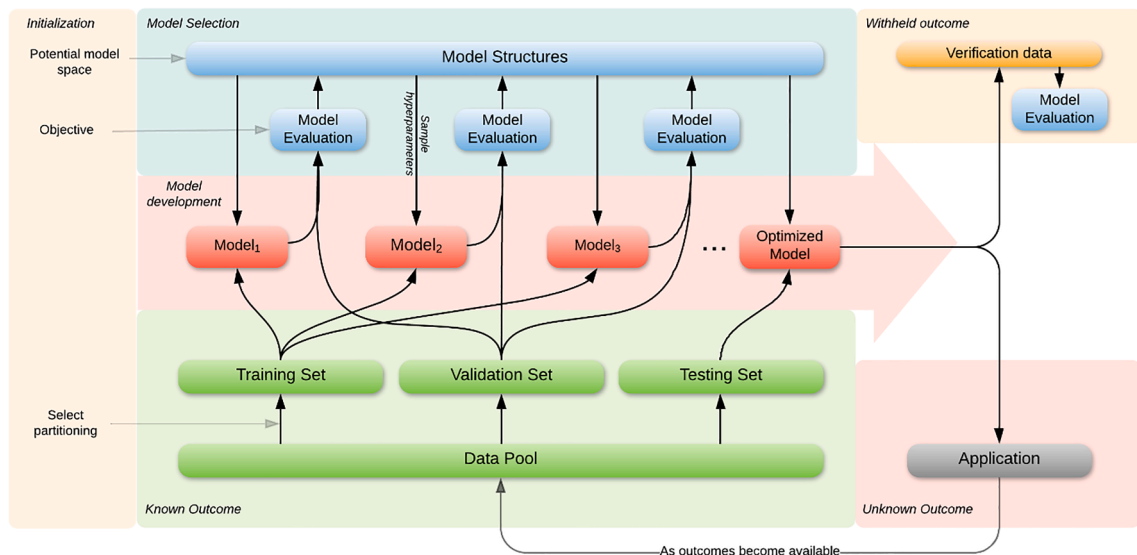 Initialization
Model Selection
Withheld outcome
Potential model
space
Model Structures
Verification data
Objective
Model
Evaluation
Sample
hyperparameters
Model
Evaluation
Model
Evaluation
Model
Evaluation
Model
development
Model1
Model2
Model3
...
Optimized
Model
Training Set
Validation Set
Testing Set
Select
partitioning
Data Pool
Application
Known Outcome
Unknown Outcome
As outcomes become available